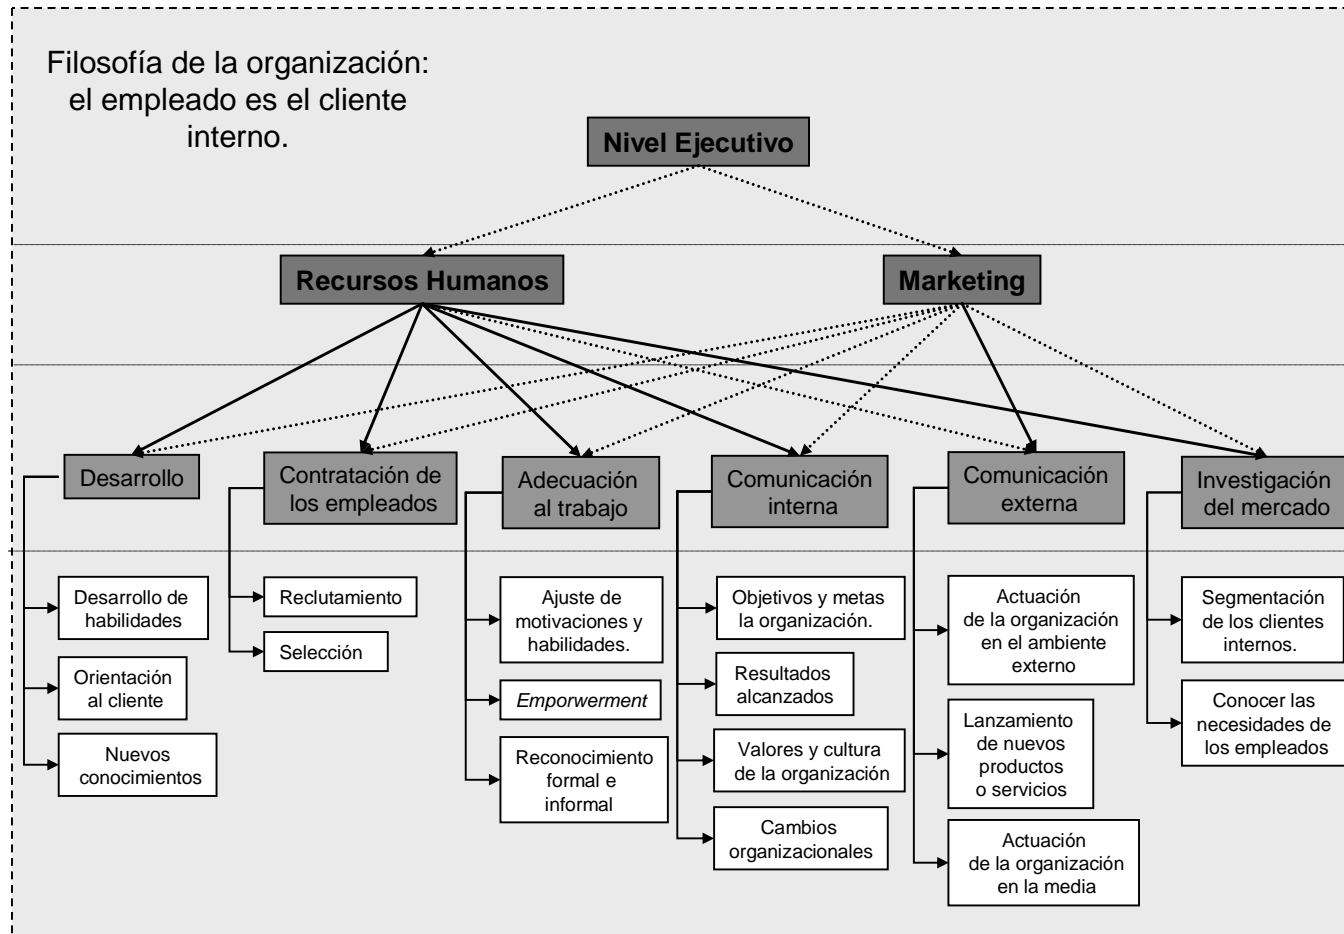 Filosofía de la organización:
el empleado es el cliente
interno.
Nivel Ejecutivo
Recursos Humanos
Marketing
Desarrollo
Contratación de
los empleados
Adecuación
al trabajo
Comunicación
interna
Comunicación
externa
Investigación
del mercado
Desarrollo de
habilidades
Orientación
al cliente
Nuevos
conocimientos
Reclutamiento
Selección
Ajuste de
motivaciones y
habilidades.
Emporwerment
Reconocimiento
formal e
informal
Objetivos y metas
la organización.
Resultados
alcanzados
Valores y cultura
de la organización
Cambios
organizacionales
Actuación
de la organización
en el ambiente
externo
Lanzamiento
de nuevos
productos
o servicios
Actuación
de la organización
en la media
Segmentación
de los clientes
internos.
Conocer las
necesidades de
los empleados